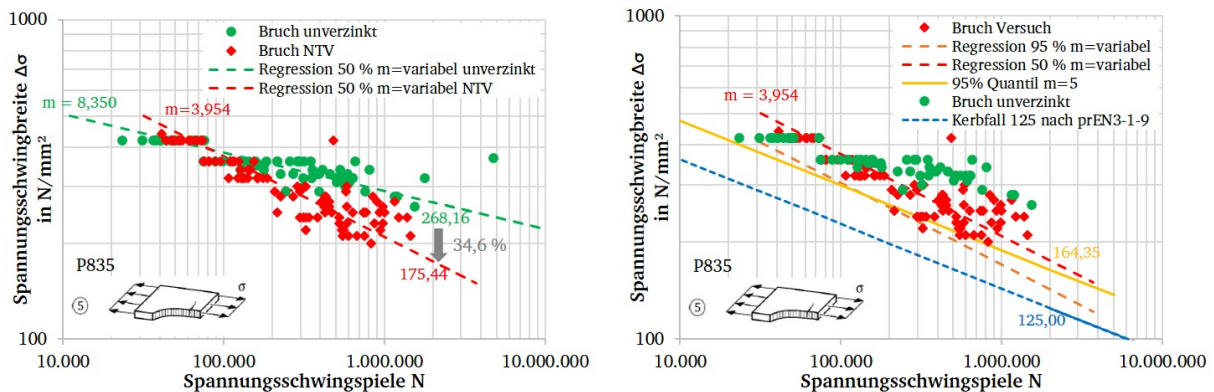 1000
Bruch unverzinkt
Bruch NTV
Regression 50 % m=variabel unverzinkt
Regression 50 % m=variabel NTV
m = 8,350
m=3,954
Spannungsschwingbreite Δσ
in N/mm²
268,16
34,6 %
175,44
P835
5
σ
100
10.000
100.000
1.000.000
10.000.000
Spannungsschwingspiele N
1000
Bruch Versuch
Regression 95 % m=variabel
Regression 50 % m=variabel
95% Quantil m=5
Bruch unverzinkt
Kerbfall 125 nach prEN3-1-9
m = 3,954
Spannungsschwingbreite Δσ
in N/mm²
164,35
P835
5
σ
125,00
100
10.000
100.000
1.000.000
10.000.000
Spannungsschwingspiele N